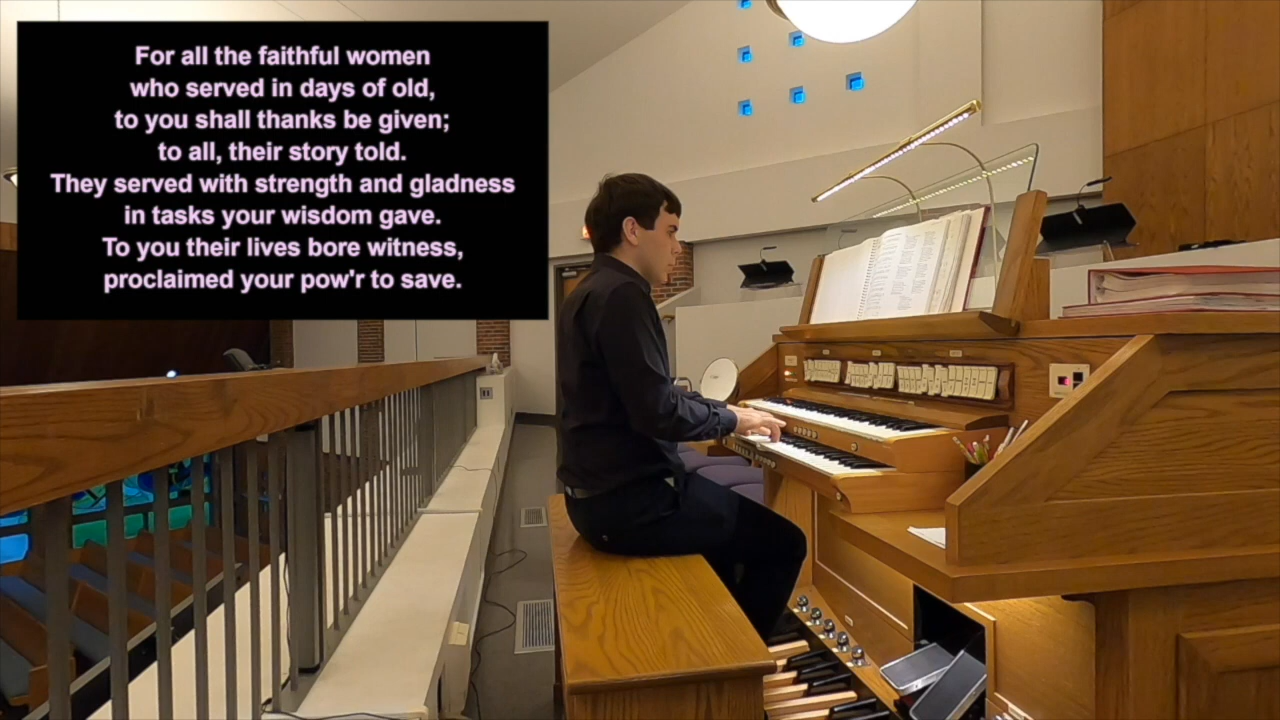 For all the faithful women
who served in days of old,
to you shall thanks be given;
to all, their story told.
They served with strength and gladness
in tasks your wisdom gave.
To you their lives bore witness,
proclaimed your pow'r to save.